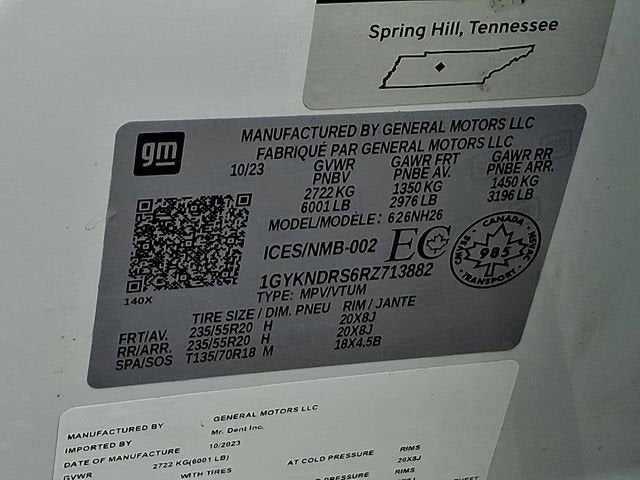 Spring Hill, Tennessee
gm
MANUFACTURED BY GENERAL MOTORS LLC
FABRIQUÉ PAR GENERAL MOTORS LLC
10/23 GVWR GAWR FRT GAWR RR
PNBV PNBE AV. PNBE ARR.
2722 KG 1350 KG 1450 KG
6001 LB 2976 LB 3196 LB
MODEL/MODÈLE: 626NH26
ICES/NMB-002 EC
CANADA
985
TRANSPORT
1GYKNDRS6RZ713882
140X
TYPE: MPV/VTUM
TIRE SIZE / DIM. PNEU RIM / JANTE
FRT/AV. 235/55R20 H 20X8J
RR/ARR. 235/55R20 H 20X8J
SPA/SOS T135/70R18 M 18X4.5B
MANUFACTURED BY GENERAL MOTORS LLC
IMPORTED BY Mr. Dent Inc.
DATE OF MANUFACTURE 10/2023
GVWR 2722 KG(6001 LB)
WITH TIRES AT COLD PRESSURE RIMS
20X8J
RIMS